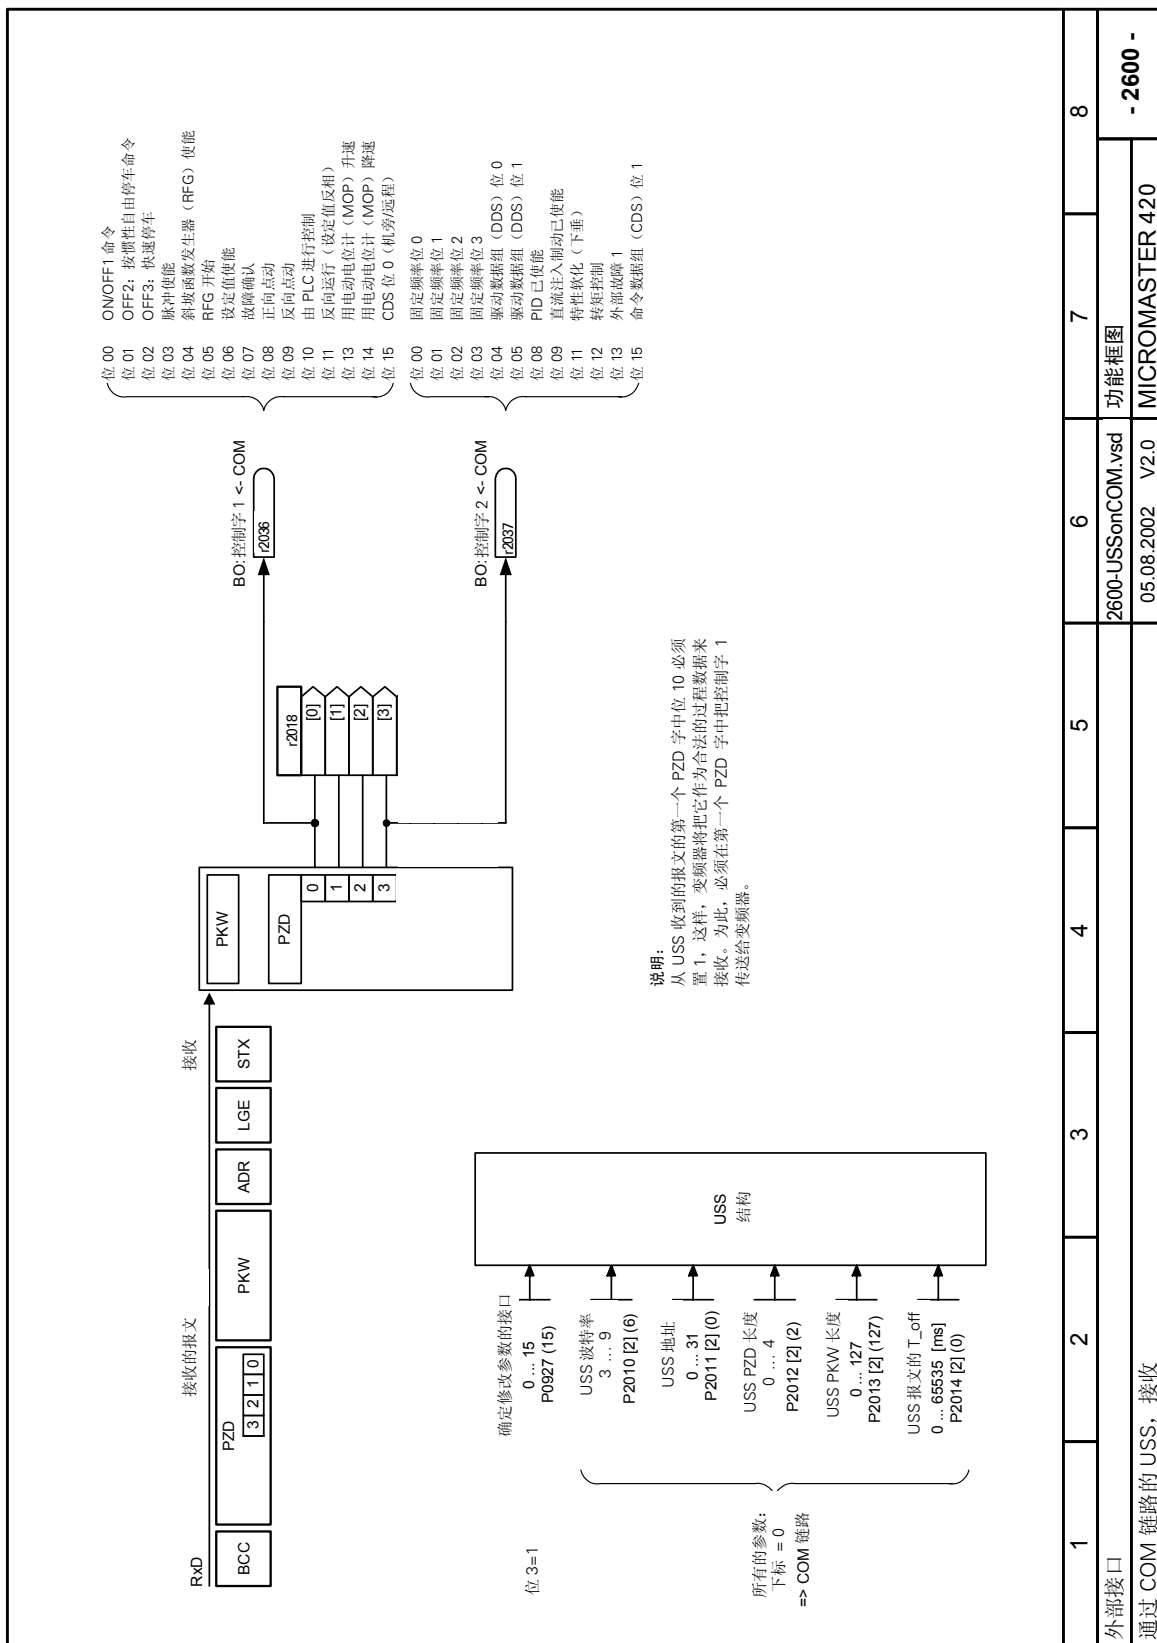 RxD
接收的报文
接收
BCC
PZD
3 2 1 0
PKW
ADR
LGE
STX
PKW
PZD
0
1
2
3
r2018
[0]
[1]
[2]
[3]
BO: 控制字 1 <- COM
r2036
BO: 控制字 2 <- COM
r2037
位 00 ON/OFF1 命令
位 01 OFF2：按惯性自由停车命令
位 02 OFF3：快速停车
位 03 脉冲使能
位 04 斜坡函数发生器（RFG）使能
位 05 RFG 开始
位 06 设定值使能
位 07 故障确认
位 08 正向点动
位 09 反向点动
位 10 由 PLC 进行控制
位 11 反向运行（设定值反相）
位 13 用电动电位计（MOP）升速
位 14 用电动电位计（MOP）降速
位 15 CDS 位 0（机旁/远程）
位 00 固定频率位 0
位 01 固定频率位 1
位 02 固定频率位 2
位 03 固定频率位 3
位 04 驱动数据组（DDS）位 0
位 05 驱动数据组（DDS）位 1
位 08 PID 已使能
位 09 直流注入制动已使能
位 11 特性软化（下垂）
位 12 转矩控制
位 13 外部故障 1
位 15 命令数据组（CDS）位 1
位 3=1
确定修改参数的接口
0 ... 15
P0927 (15)
USS 波特率
3 ... 9
P2010 [2] (6)
USS 地址
0 ... 31
P2011 [2] (0)
USS PZD 长度
0 ... 4
P2012 [2] (2)
USS PKW 长度
0 ... 127
P2013 [2] (127)
USS 报文的 T_off
0 ... 65535 [ms]
P2014 [2] (0)
所有的参数：
下标 = 0
=> COM 链路
USS
结构
说明：
从 USS 收到的报文的第一个 PZD 字中位 10 必须
置 1，这样，变频器将把它作为合法的过程数据来
接收。为此，必须在第一个 PZD 字中把控制字 1
传送给变频器。
1 2 3 4 5 6 7 8
外部接口
2600-USSonCOM.vsd
功能框图
- 2600 -
通过 COM 链路的 USS，接收
05.08.2002 V2.0
MICROMASTER 420